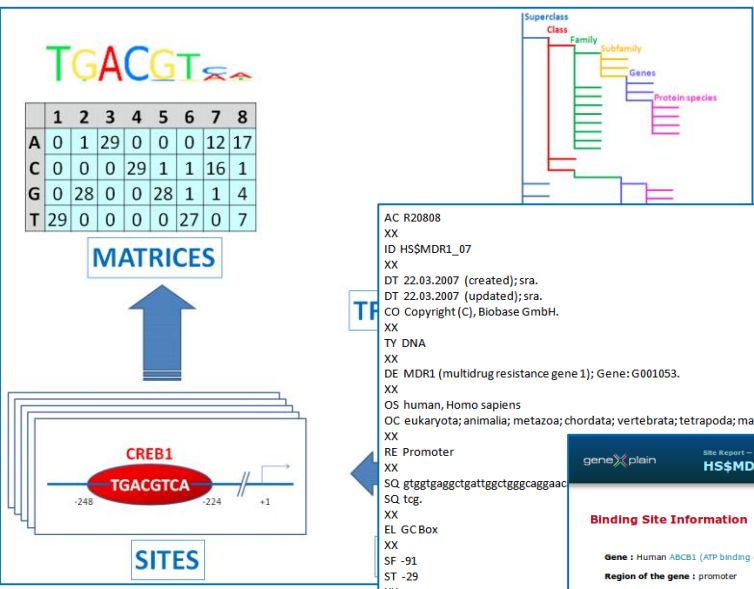 TGACGT
1 2 3 4 5 6 7 8
A 0 1 29 0 0 0 12 17
C 0 0 0 29 1 1 16 1
G 0 28 0 0 28 1 1 4
T 29 0 0 0 0 27 0 7
MATRICES
CREB1
TGACGTCA
-248 -224 +1
SITES
Superclass
Class
Family
Subfamily
Genes
Protein species
TF
AC R20808
XX
ID HS$MDR1_07
XX
DT 22.03.2007 (created); sra.
DT 22.03.2007 (updated); sra.
CO Copyright (C), Biobase GmbH.
XX
TY DNA
XX
DE MDR1 (multidrug resistance gene 1); Gene: G001053.
XX
OS human, Homo sapiens
OC eukaryota; animalia; metazoa; chordata; vertebrata; tetrapoda; ma
XX
RE Promoter
XX
SQ gtggtgaggctgattggctgggcaggaac
SQ tcg.
XX
EL GC Box
XX
SF -91
ST -29
XX
geneXplain
Site Report —
HS$MD
Binding Site Information
Gene : Human ABCB1 (ATP binding
Region of the gene : promoter